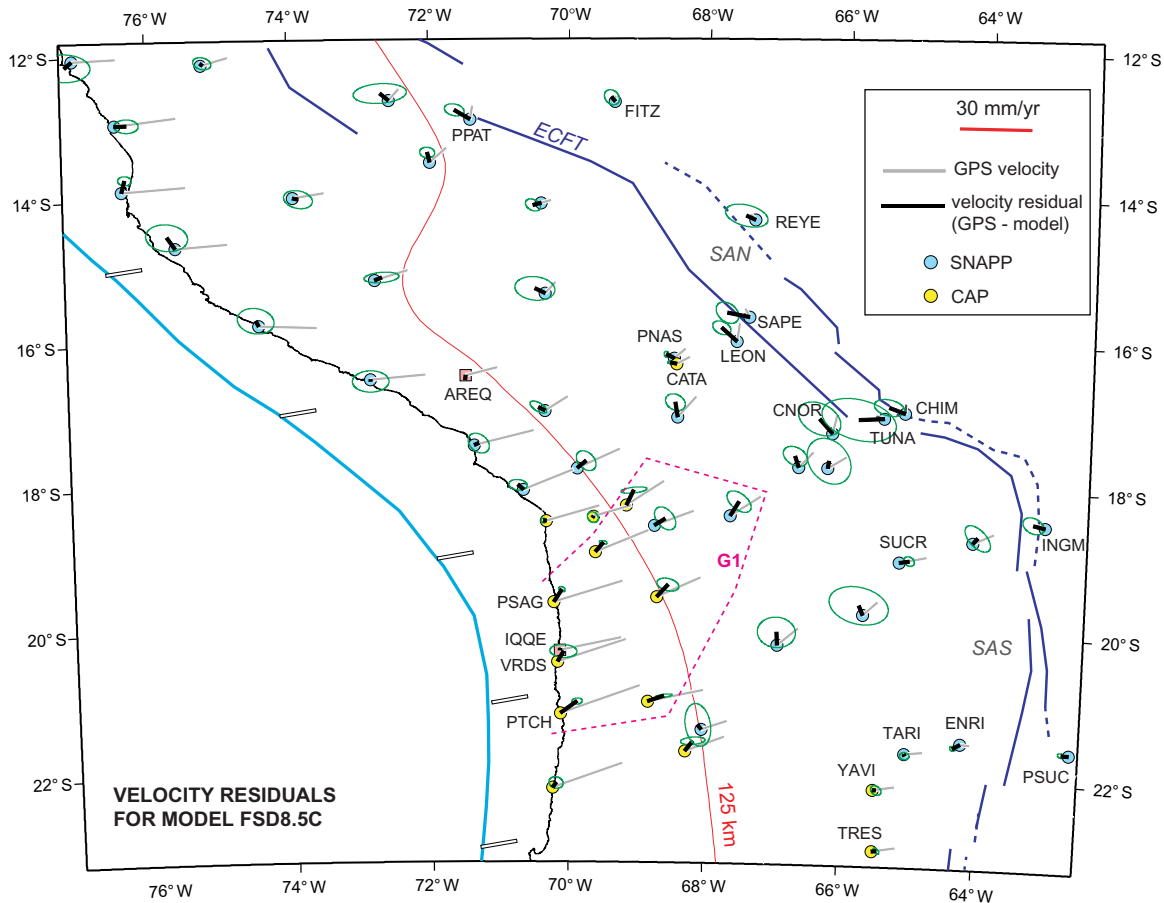 76°W 74°W 72°W 70°W 68°W 66°W 64°W
12°S 12°S
30 mm/yr
FITZ
PPAT
ECFT
GPS velocity
velocity residual
(GPS - model)
14°S 14°S
REYE
SAN
SNAPP
CAP
SAPE
PNAS
LEON
16°S 16°S
CATA
AREQ
CNOR
CHIM
TUNA
18°S 18°S
SUCR
INGM
G1
PSAG
IQQE
20°S 20°S
SAS
VRDS
PTCH
TARI
ENRI
YAVI
PSUC
22°S 22°S
VELOCITY RESIDUALS
FOR MODEL FSD8.5C
125 km
TRES
76°W 74°W 72°W 70°W 68°W 66°W 64°W